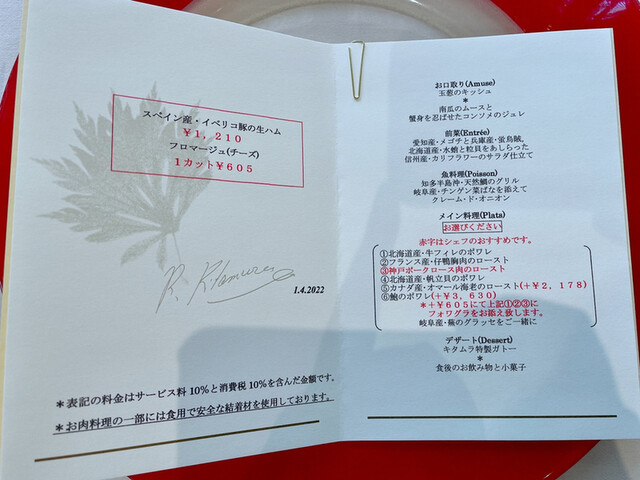 スペイン産・イベリコ豚の生ハム
￥1,210
フロマージュ(チーズ)
1カット￥605
R. Kitamura
1.4.2022
＊表記の料金はサービス料10%と消費税10%を含んだ金額です。
＊お肉料理の一部には食用で安全な結着材を使用しております。
お口取り(Amuse)
玉葱のキッシュ
＊
南瓜のムースと
蟹身を忍ばせたコンソメのジュレ
前菜(Entrée)
愛知産・メゴチと兵庫産・蛍烏賊,
北海道産・水蛸と粒貝をあしらった
信州産・カリフラワーのサラダ仕立て
魚料理(Poisson)
知多半島沖・天然鯛のグリル
岐阜産・チンゲン菜ばなを添えて
クレーム・ド・オニオン
メイン料理(Plats)
お選びください
赤字はシェフのおすすめです。
①北海道産・牛フィレのポワレ
②フランス産・仔鴨胸肉のロースト
③神戸ポークロース肉のロースト
④北海道産・帆立貝のポワレ
⑤カナダ産・オマール海老のロースト(+￥2,178)
⑥鮑のポワレ(+￥3,630)
＊+￥605にて上記①②③に
フォワグラをお添え致します。
岐阜産・蕪のグラッセをご一緒に
デザート(Dessert)
キタムラ特製ガトー
＊
食後のお飲み物と小菓子